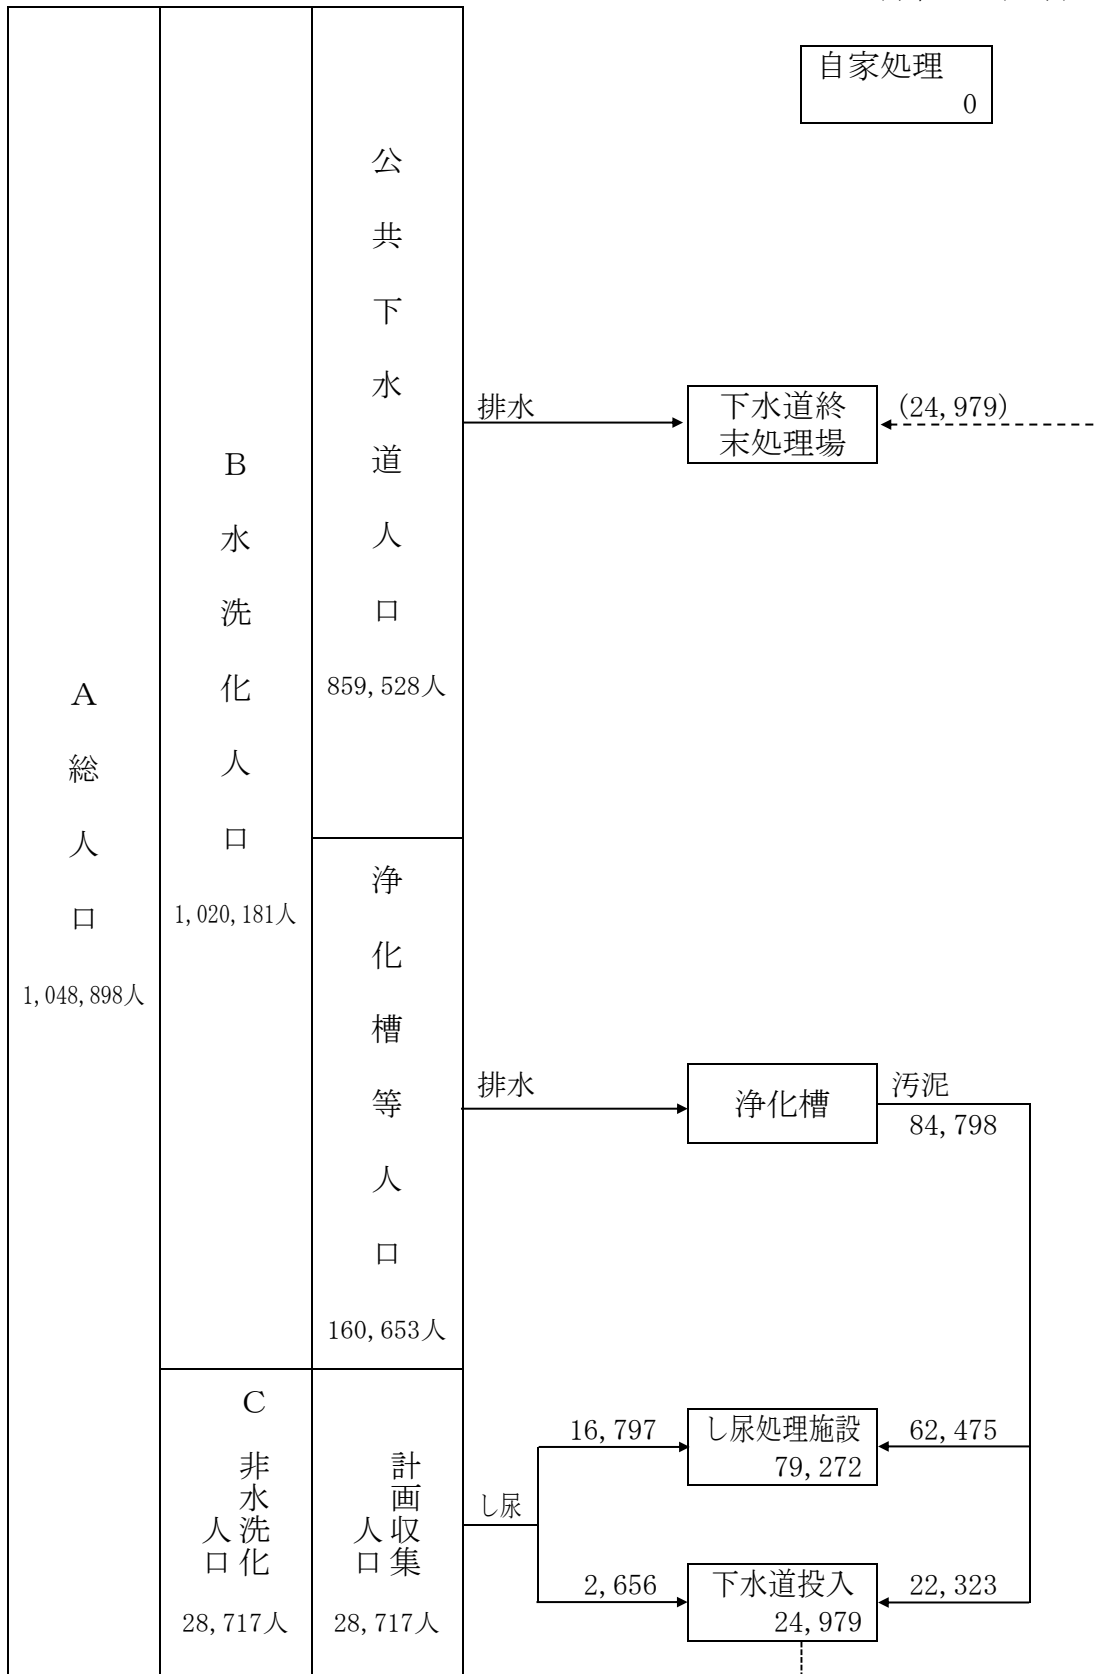 自家処理
0
A 総人口
1,048,898人
B 水洗化人口
1,020,181人
公共下水道人口
859,528人
排水
下水道終
末処理場
(24,979)
浄化槽等人口
160,653人
排水
浄化槽
汚泥
84,798
C
非水洗化
人口
28,717人
計画収集
人口
28,717人
し尿
16,797
し尿処理施設
79,272
62,475
2,656
下水道投入
24,979
22,323